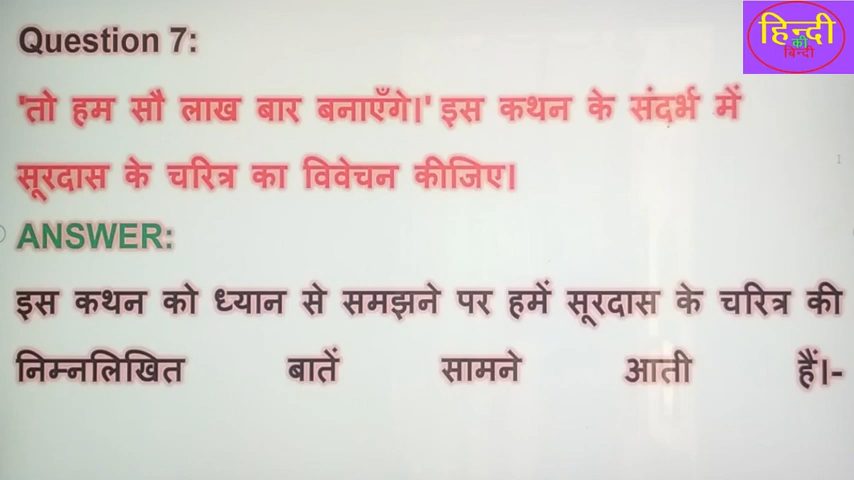 Question 7:
हिन्दी
की
बिन्दी
'तो हम सौ लाख बार बनाएँगे।' इस कथन के संदर्भ में
सूरदास के चरित्र का विवेचन कीजिए।
1
ANSWER:
इस कथन को ध्यान से समझने पर हमें सूरदास के चरित्र की
निम्नलिखित बातें सामने आती हैं।-